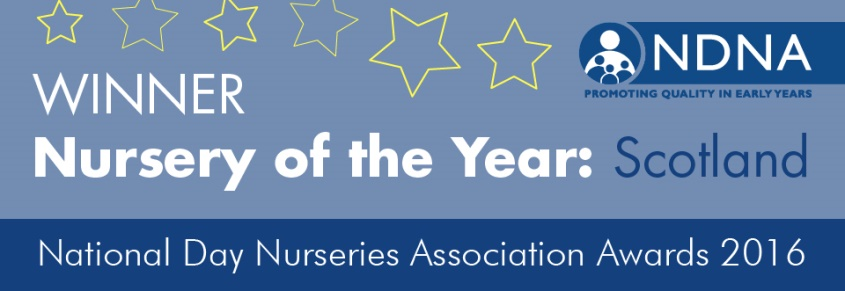 NDNA
PROMOTING QUALITY IN EARLY YEARS
WINNER
Nursery of the Year: Scotland
National Day Nurseries Association Awards 2016